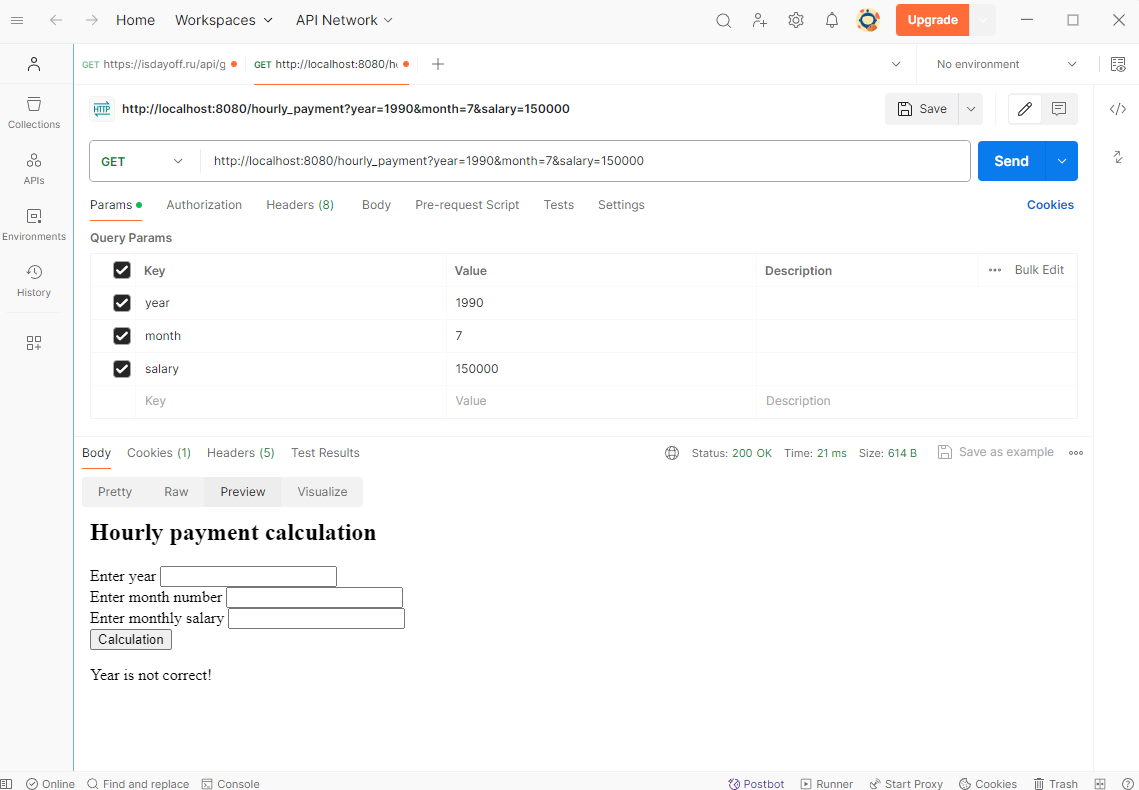 Home Workspaces API Network Upgrade
GET https://isdayoff.ru/api/g GET http://localhost:8080/h No environment
HTTP http://localhost:8080/hourly_payment?year=1990&month=7&salary=150000 Save </>
GET http://localhost:8080/hourly_payment?year=1990&month=7&salary=150000 Send
Collections
APIs
Environments
History
Params Authorization Headers (8) Body Pre-request Script Tests Settings Cookies
Query Params
Key Value Description Bulk Edit
year 1990
month 7
salary 150000
Key Value Description
Body Cookies (1) Headers (5) Test Results Status: 200 OK Time: 21 ms Size: 614 B Save as example
Pretty Raw Preview Visualize
Hourly payment calculation
Enter year
Enter month number
Enter monthly salary
Calculation
Year is not correct!
Online Find and replace Console Postbot Runner Start Proxy Cookies Trash